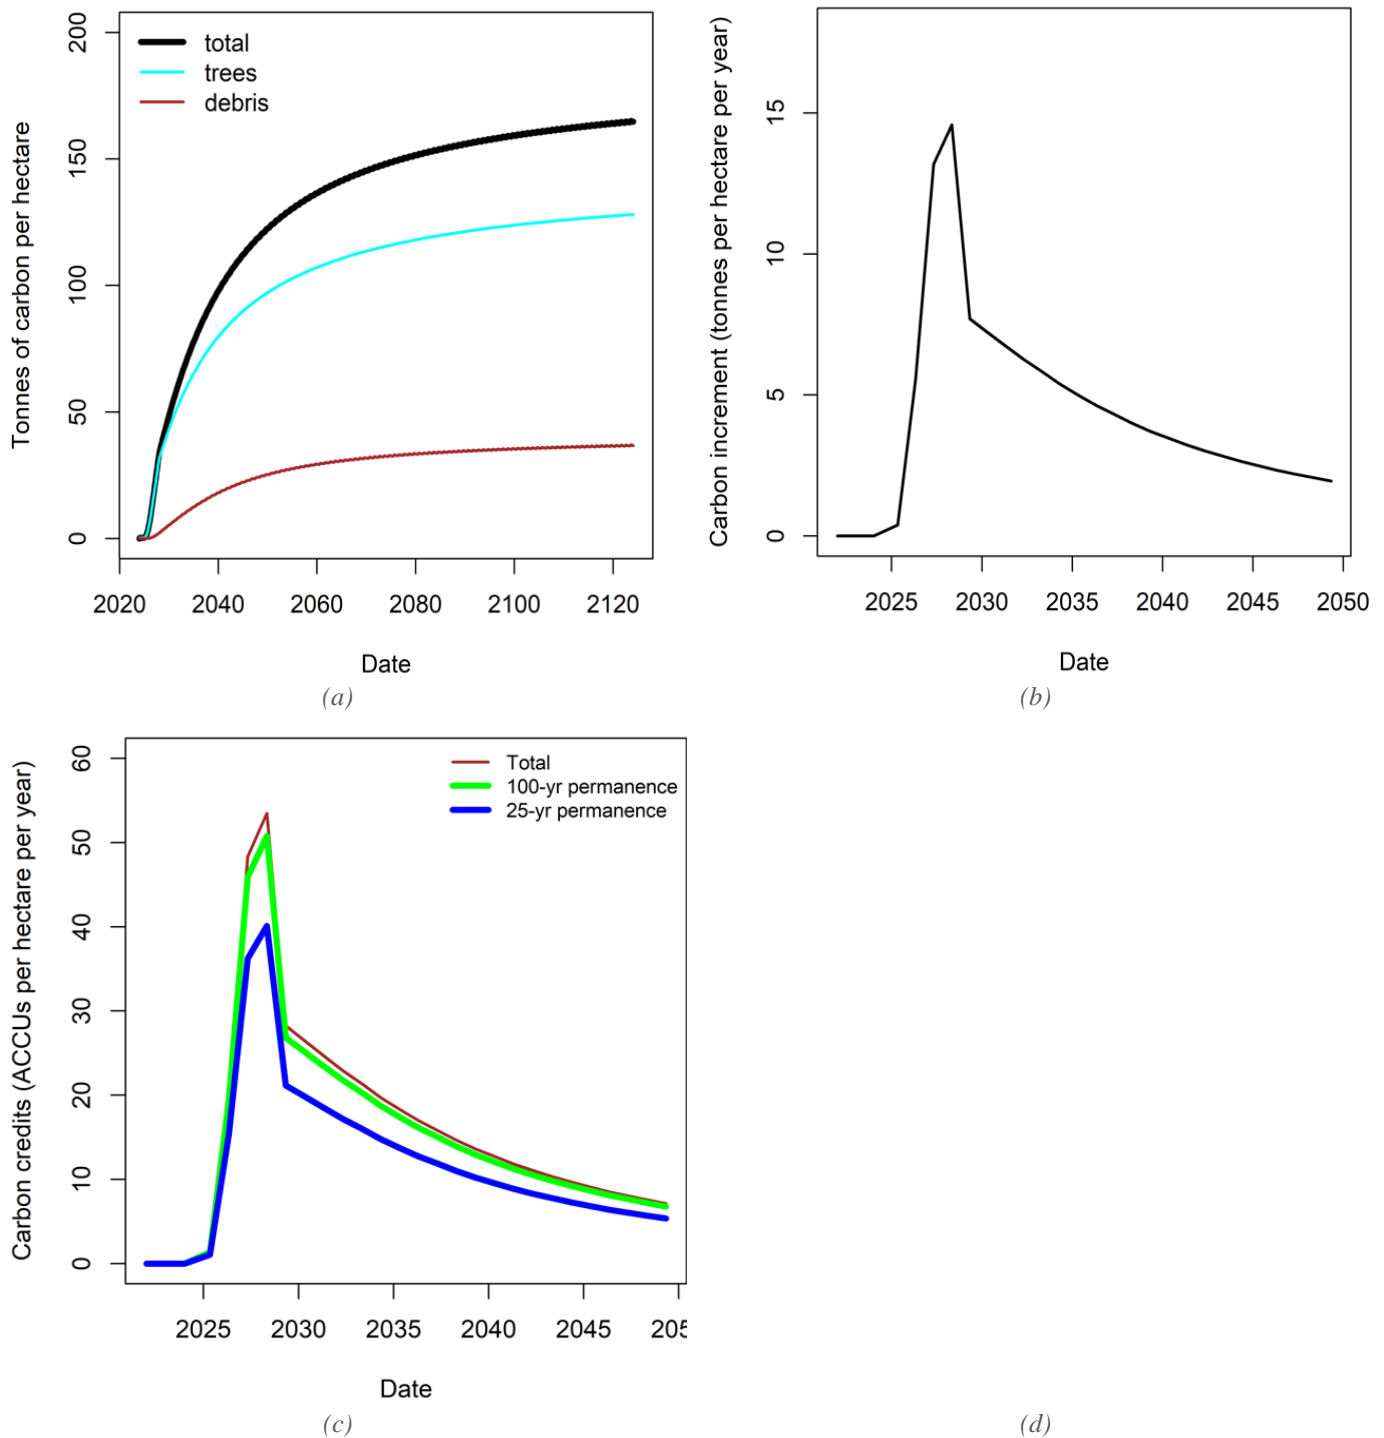 Tonnes of carbon per hectare
200
150
100
50
0
total
trees
debris
2020 2040 2060 2080 2100 2120
Date
(a)
Carbon increment (tonnes per hectare per year)
15
10
5
0
2025 2030 2035 2040 2045 2050
Date
(b)
Carbon credits (ACCUs per hectare per year)
60
50
40
30
20
10
0
Total
100-yr permanence
25-yr permanence
2025 2030 2035 2040 2045 205
Date
(c)
(d)